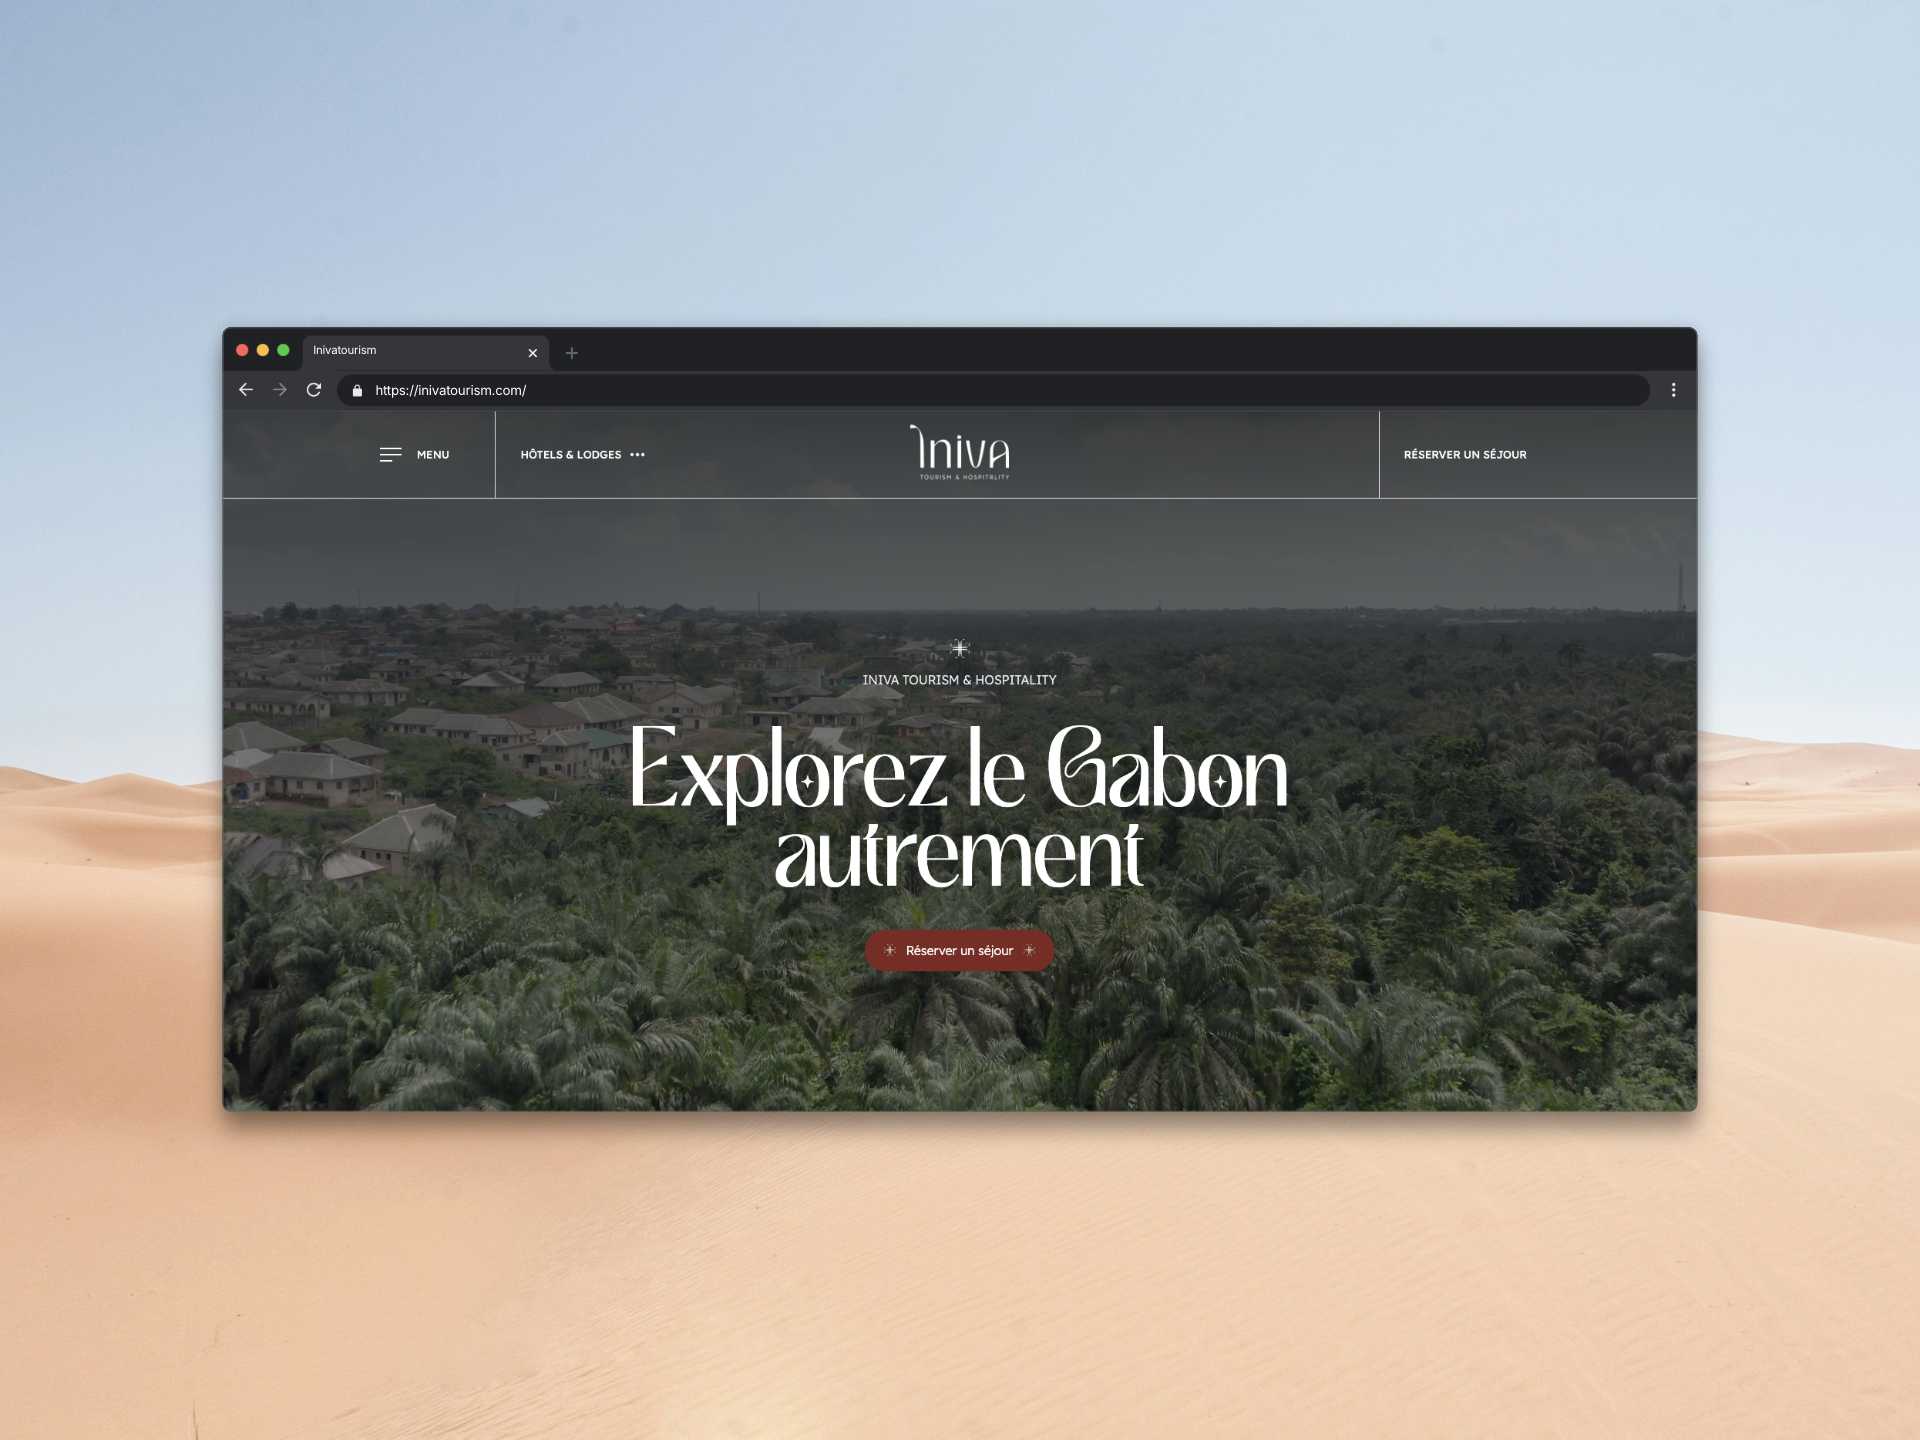 Inivatourism
https://inivatourism.com/
MENU
HÔTELS & LODGES
Iniva
TOURISM & HOSPITALITY
RÉSERVER UN SÉJOUR
INIVA TOURISM & HOSPITALITY
Explorez le Gabon
autrement
Réserver un séjour